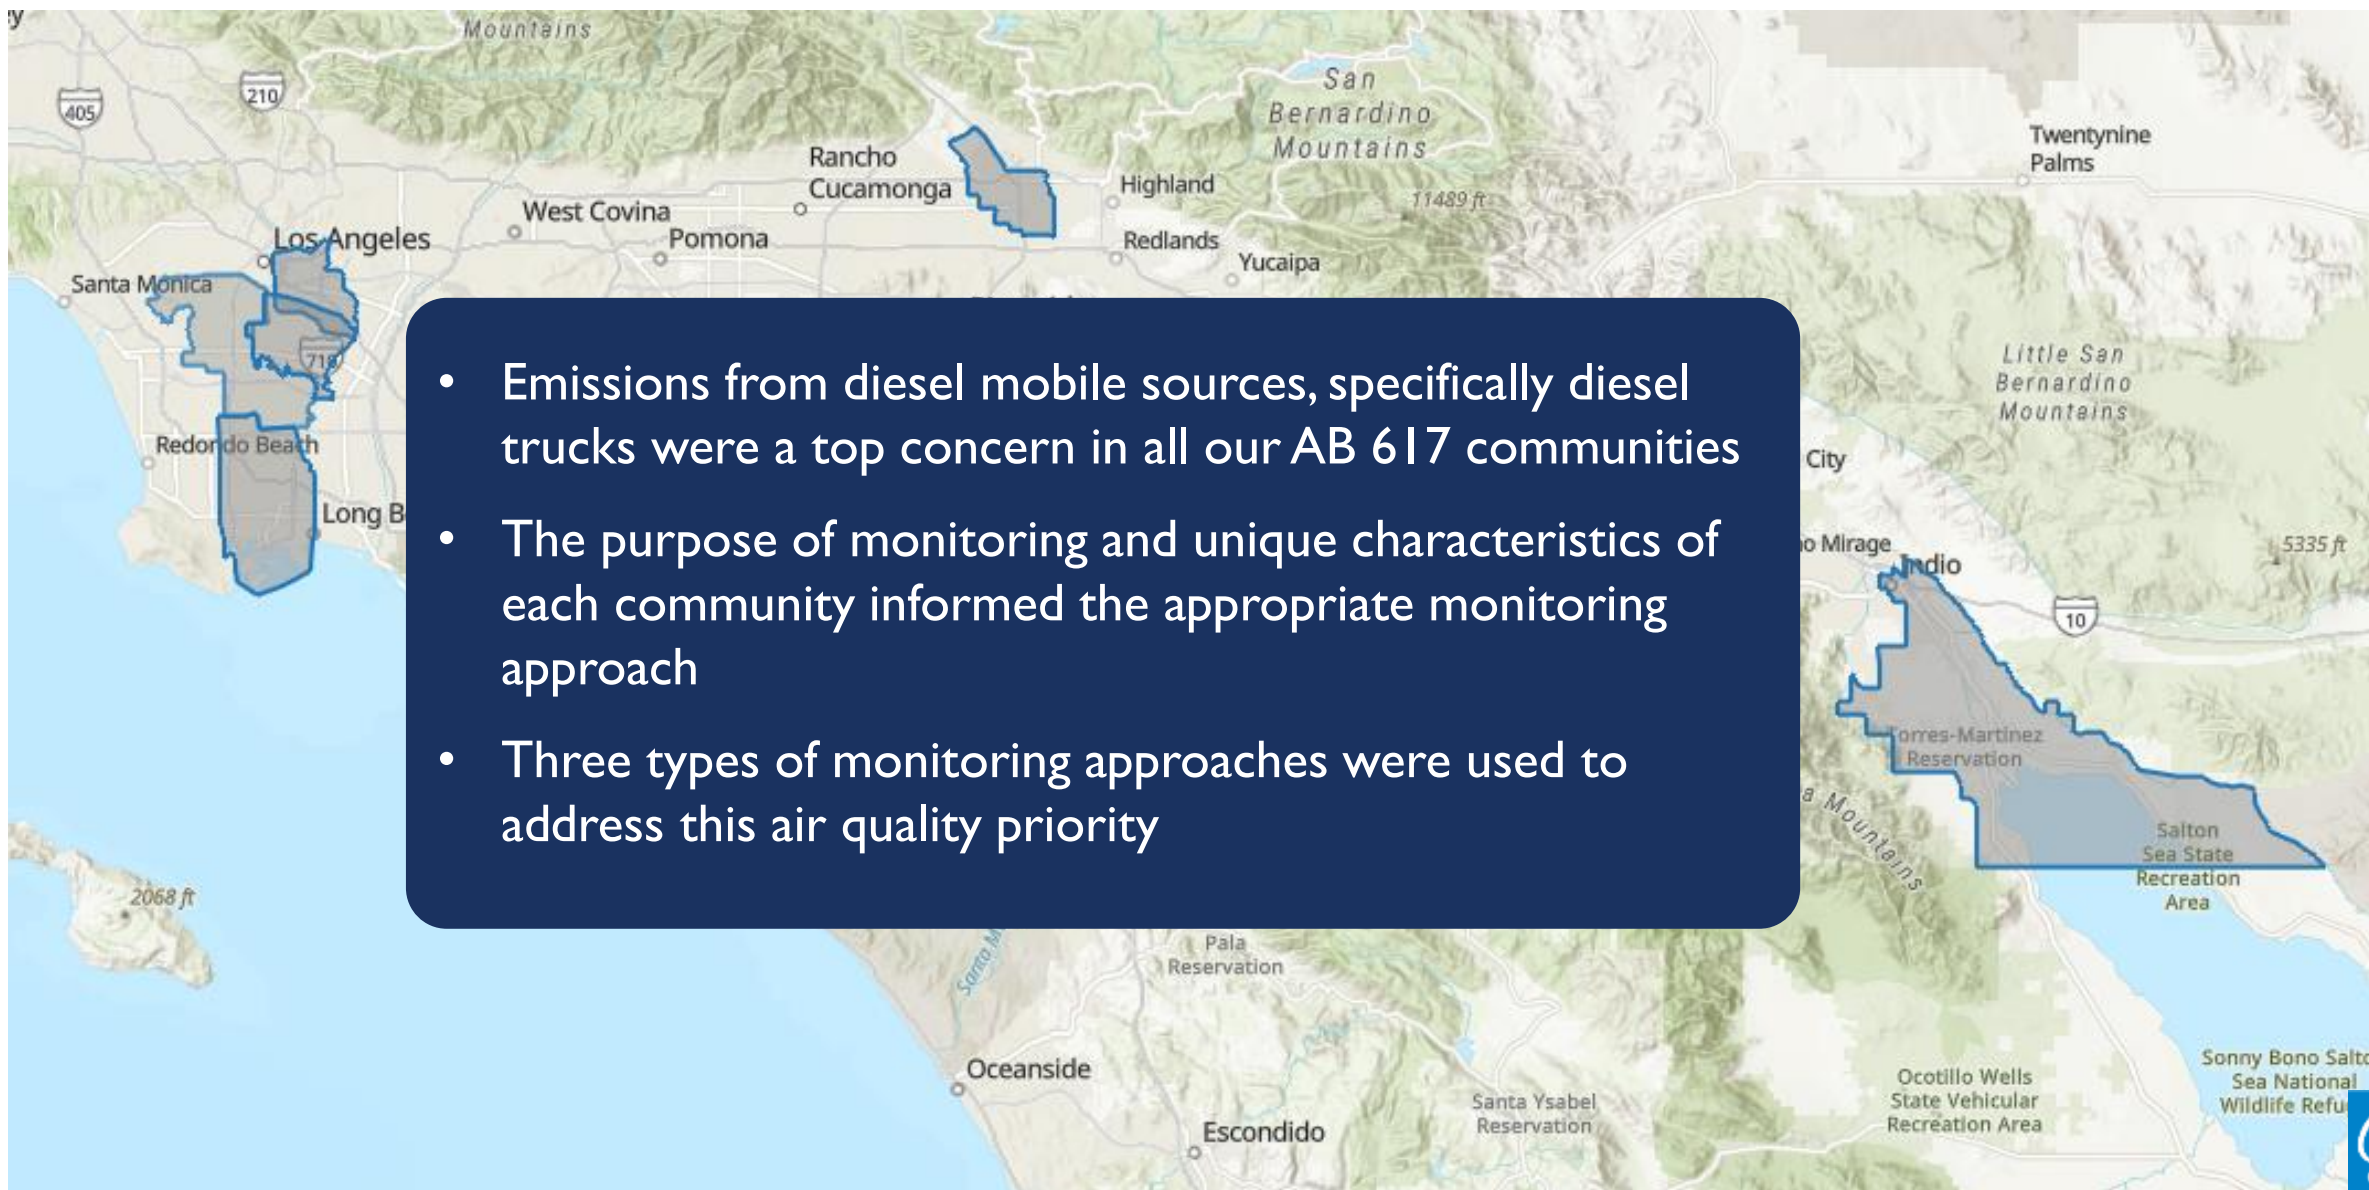 Mountains
210
405
San
Bernardino
Mountains
Twentynine
Palms
Rancho
Cucamonga
Highland
11489 ft
West Covina
Los Angeles
Pomona
Redlands
Yucaipa
Santa Monica
710
Little San
Bernardino
Mountains
• Emissions from diesel mobile sources, specifically diesel
trucks were a top concern in all our AB 617 communities
• The purpose of monitoring and unique characteristics of
each community informed the appropriate monitoring
approach
• Three types of monitoring approaches were used to
address this air quality priority
Redondo Beach
Long B
City
o Mirage
Indio
5335 ft
10
orres-Martinez
Reservation
a Mountains
Salton
Sea State
Recreation
Area
2068 ft
Santa M
Pala
Reservation
Oceanside
Escondido
Santa Ysabel
Reservation
Ocotillo Wells
State Vehicular
Recreation Area
Sonny Bono Salto
Sea National
Wildlife Refu